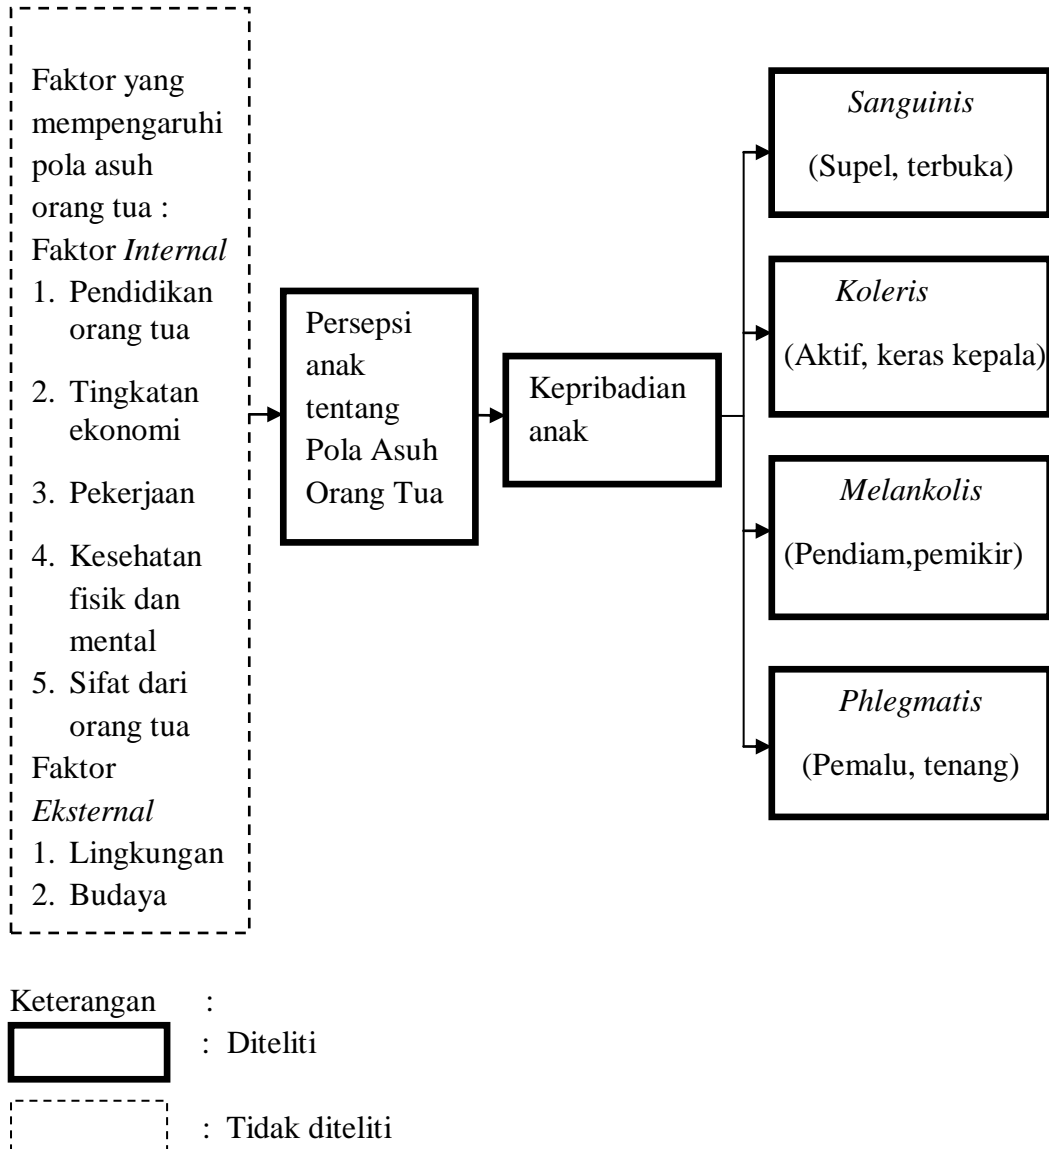 Faktor yang
mempengaruhi
pola asuh
orang tua :
Faktor Internal
1. Pendidikan
orang tua
2. Tingkatan
ekonomi
3. Pekerjaan
4. Kesehatan
fisik dan
mental
5. Sifat dari
orang tua
Faktor
Eksternal
1. Lingkungan
2. Budaya
Persepsi
anak
tentang
Pola Asuh
Orang Tua
Kepribadian
anak
Sanguinis
(Supel, terbuka)
Koleris
(Aktif, keras kepala)
Melankolis
(Pendiam,pemikir)
Phlegmatis
(Pemalu, tenang)
Keterangan :
: Diteliti
: Tidak diteliti